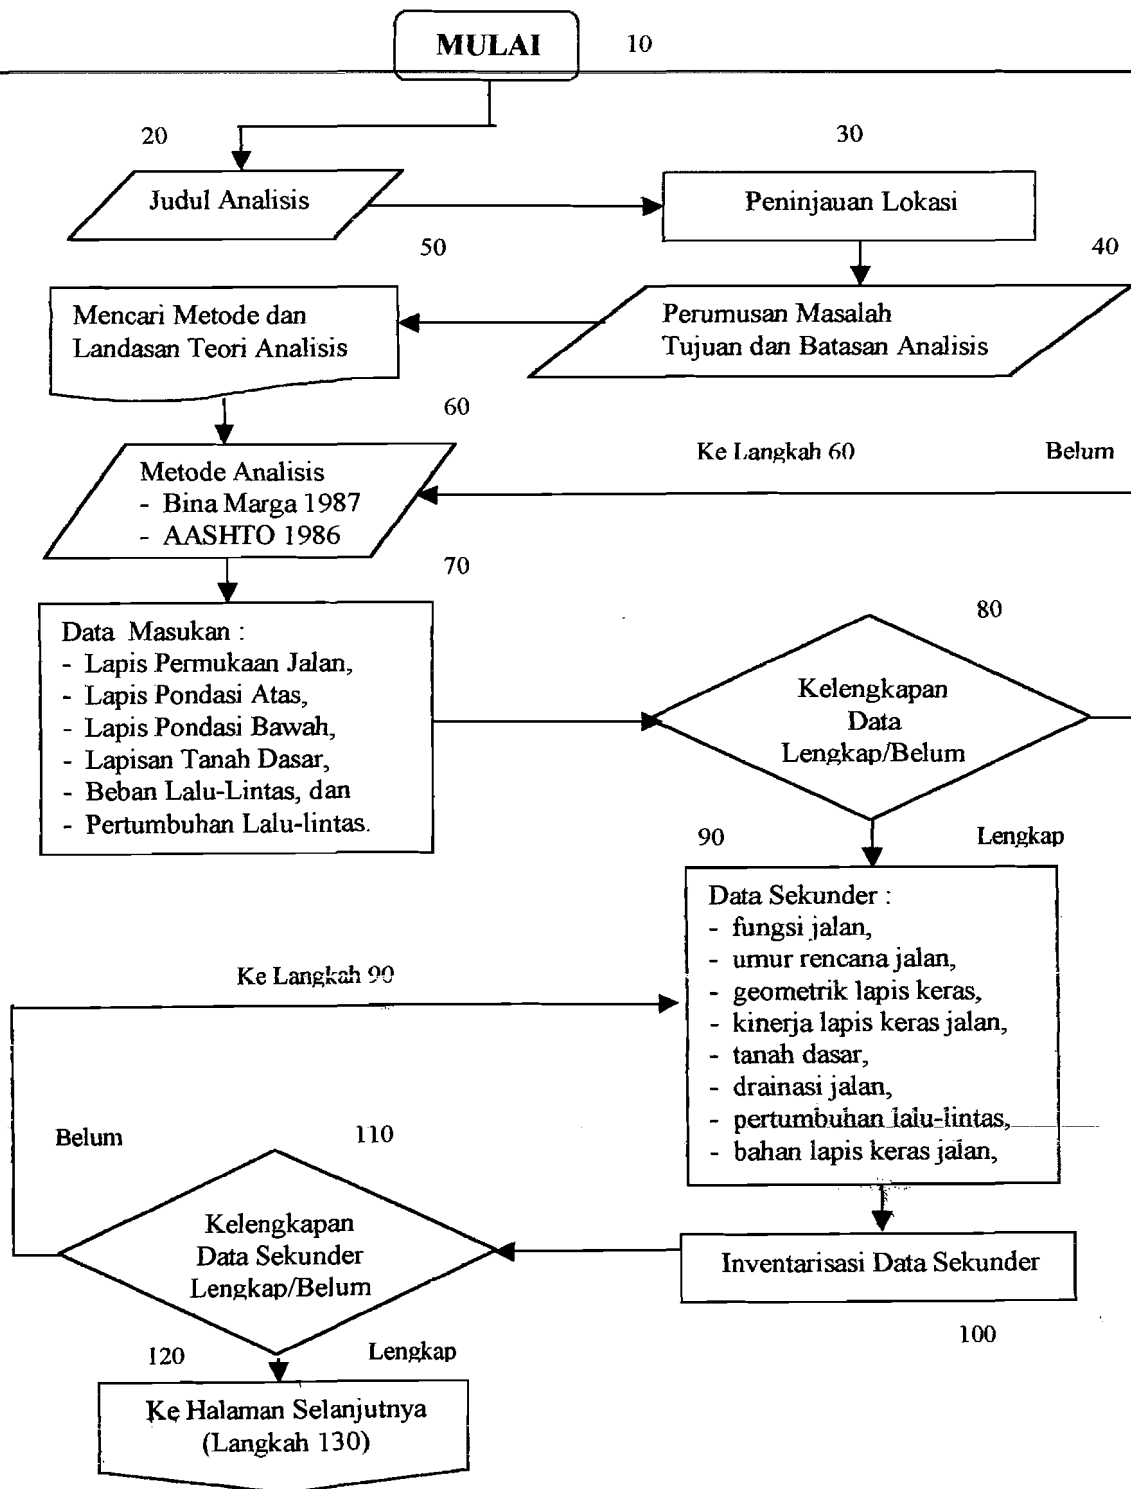 MULAI
10
20
Judul Analisis
30
Peninjauan Lokasi
40
Perumusan Masalah
Tujuan dan Batasan Analisis
50
Mencari Metode dan
Landasan Teori Analisis
60
Metode Analisis
- Bina Marga 1987
- AASHTO 1986
Ke Langkah 60
Belum
70
Data Masukan :
- Lapis Permukaan Jalan,
- Lapis Pondasi Atas,
- Lapis Pondasi Bawah,
- Lapisan Tanah Dasar,
- Beban Lalu-Lintas, dan
- Pertumbuhan Lalu-lintas.
80
Kelengkapan
Data
Lengkap/Belum
Lengkap
90
Data Sekunder :
- fungsi jalan,
- umur rencana jalan,
- geometrik lapis keras,
- kinerja lapis keras jalan,
- tanah dasar,
- drainasi jalan,
- pertumbuhan lalu-lintas,
- bahan lapis keras jalan,
Ke Langkah 90
Inventarisasi Data Sekunder
100
Belum
110
Kelengkapan
Data Sekunder
Lengkap/Belum
120
Lengkap
Ke Halaman Selanjutnya
(Langkah 130)